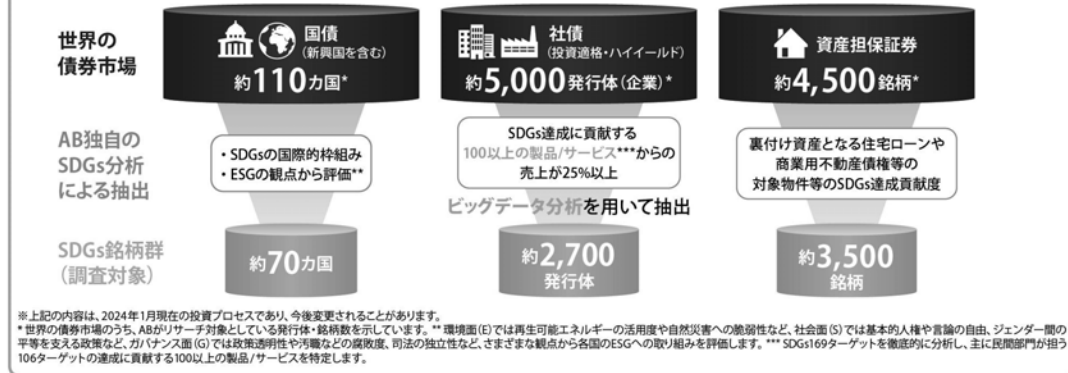 世界の
債券市場
国債
(新興国を含む)
約110カ国*
社債
(投資適格・ハイイールド)
約5,000発行体(企業)*
資産担保証券
約4,500銘柄*
AB独自の
SDGs分析
による抽出
・SDGsの国際的枠組み
・ESGの観点から評価**
SDGs達成に貢献する
100以上の製品/サービス***からの
売上が25%以上
ビッグデータ分析を用いて抽出
裏付け資産となる住宅ローンや
商業用不動産債権等の
対象物件等のSDGs達成貢献度
SDGs銘柄群
(調査対象)
約70カ国
約2,700
発行体
約3,500
銘柄
※上記の内容は、2024年1月現在の投資プロセスであり、今後変更されることがあります。
* 世界の債券市場のうち、ABがリサーチ対象としている発行体・銘柄数を示しています。** 環境面(E)では再生可能エネルギーの活用度や自然災害への脆弱性など、社会面(S)では基本的人権や言論の自由、ジェンダー間の
平等を支える政策など、ガバナンス面(G)では政策透明性や汚職などの腐敗度、司法の独立性など、さまざまな観点から各国のESGへの取り組みを評価します。*** SDGs169ターゲットを徹底的に分析し、主に民間部門が担う
106ターゲットの達成に貢献する100以上の製品/サービスを特定します。